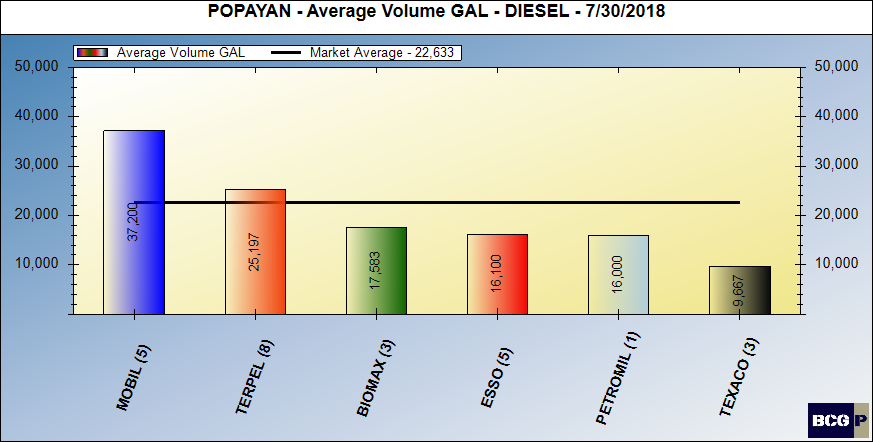 POPAYAN - Average Volume GAL - DIESEL - 7/30/2018
Average Volume GAL Market Average - 22,633
50,000 50,000
40,000 40,000
30,000 30,000
20,000 20,000
10,000 10,000
37,200 25,197 17,583 16,100 16,000 9,667
MOBIL (5) TERPEL (8) BIOMAX (3) ESSO (5) PETROMIL (1) TEXACO (3)
BCG P